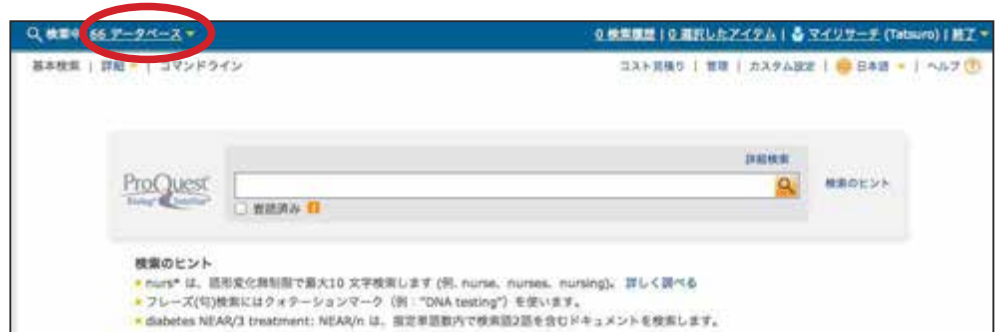 検索中 66 データベース
0 検索履歴 | 0 選択したアイテム | マイリサーチ (Tatsuro) | 終了
基本検索 | 詳細 | コマンドライン
コスト見積り | 管理 | カスタム設定 | 日本語 | ヘルプ ?
詳細検索
ProQuest
検索のヒント
査読済み
検索のヒント
nurs* は、語形変化無制限で最大10 文字検索します (例. nurse, nurses, nursing)。 詳しく調べる
フレーズ(句)検索にはクォテーションマーク (例:"DNA testing") を使います。
diabetes NEAR/3 treatment: NEAR/n は、指定単語数内で検索語2語を含むドキュメントを検索します。